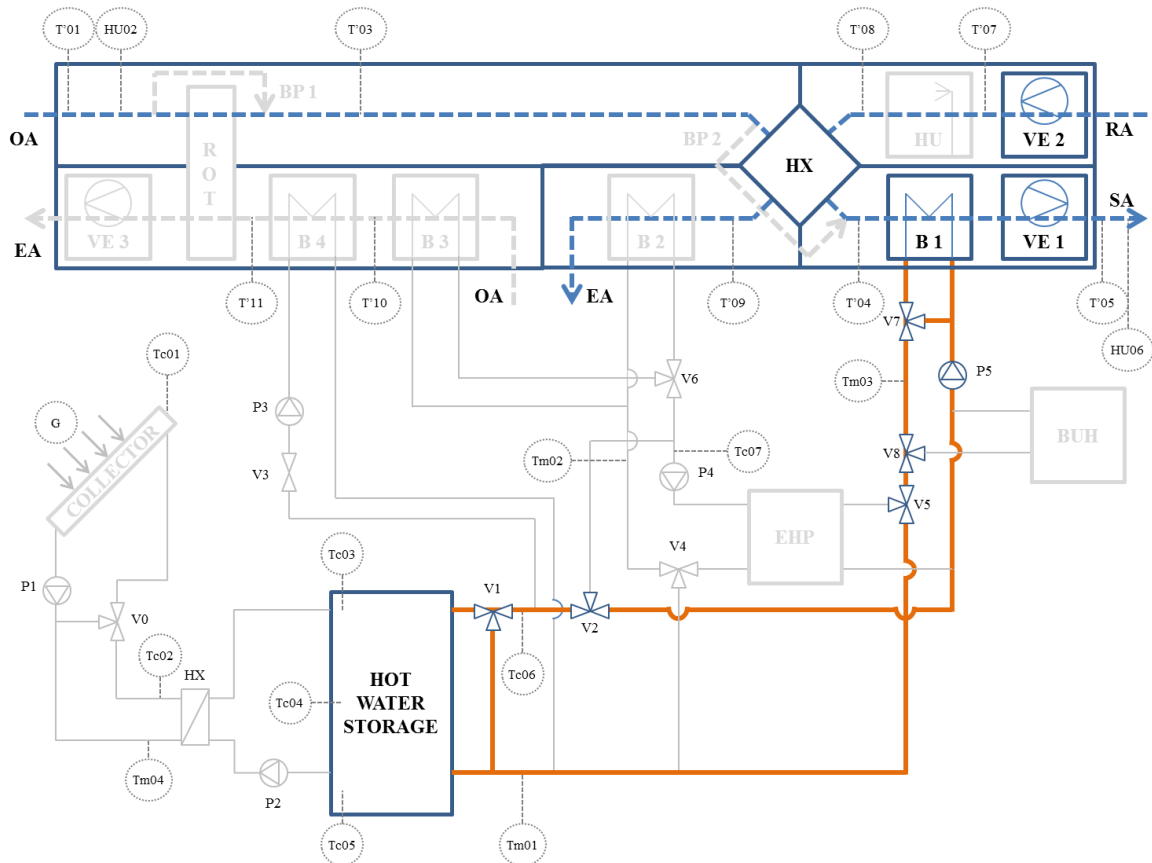 T'01
HU02
T'03
T'08
T'07
BP 1
OA
R
O
T
BP 2
HX
HU
VE 2
RA
VE 3
B 4
B 3
B 2
B 1
VE 1
SA
EA
T'11
T'10
OA
EA
T'09
T'04
T'05
HU06
V7
Tc01
P3
V6
Tm03
P5
G
COLLECTOR
V3
Tm02
Tc07
P4
V8
BUH
V5
EHP
P1
Tc03
V4
V0
V1
V2
Tc02
HX
Tc06
Tc04
HOT
WATER
STORAGE
Tm04
P2
Tc05
Tm01